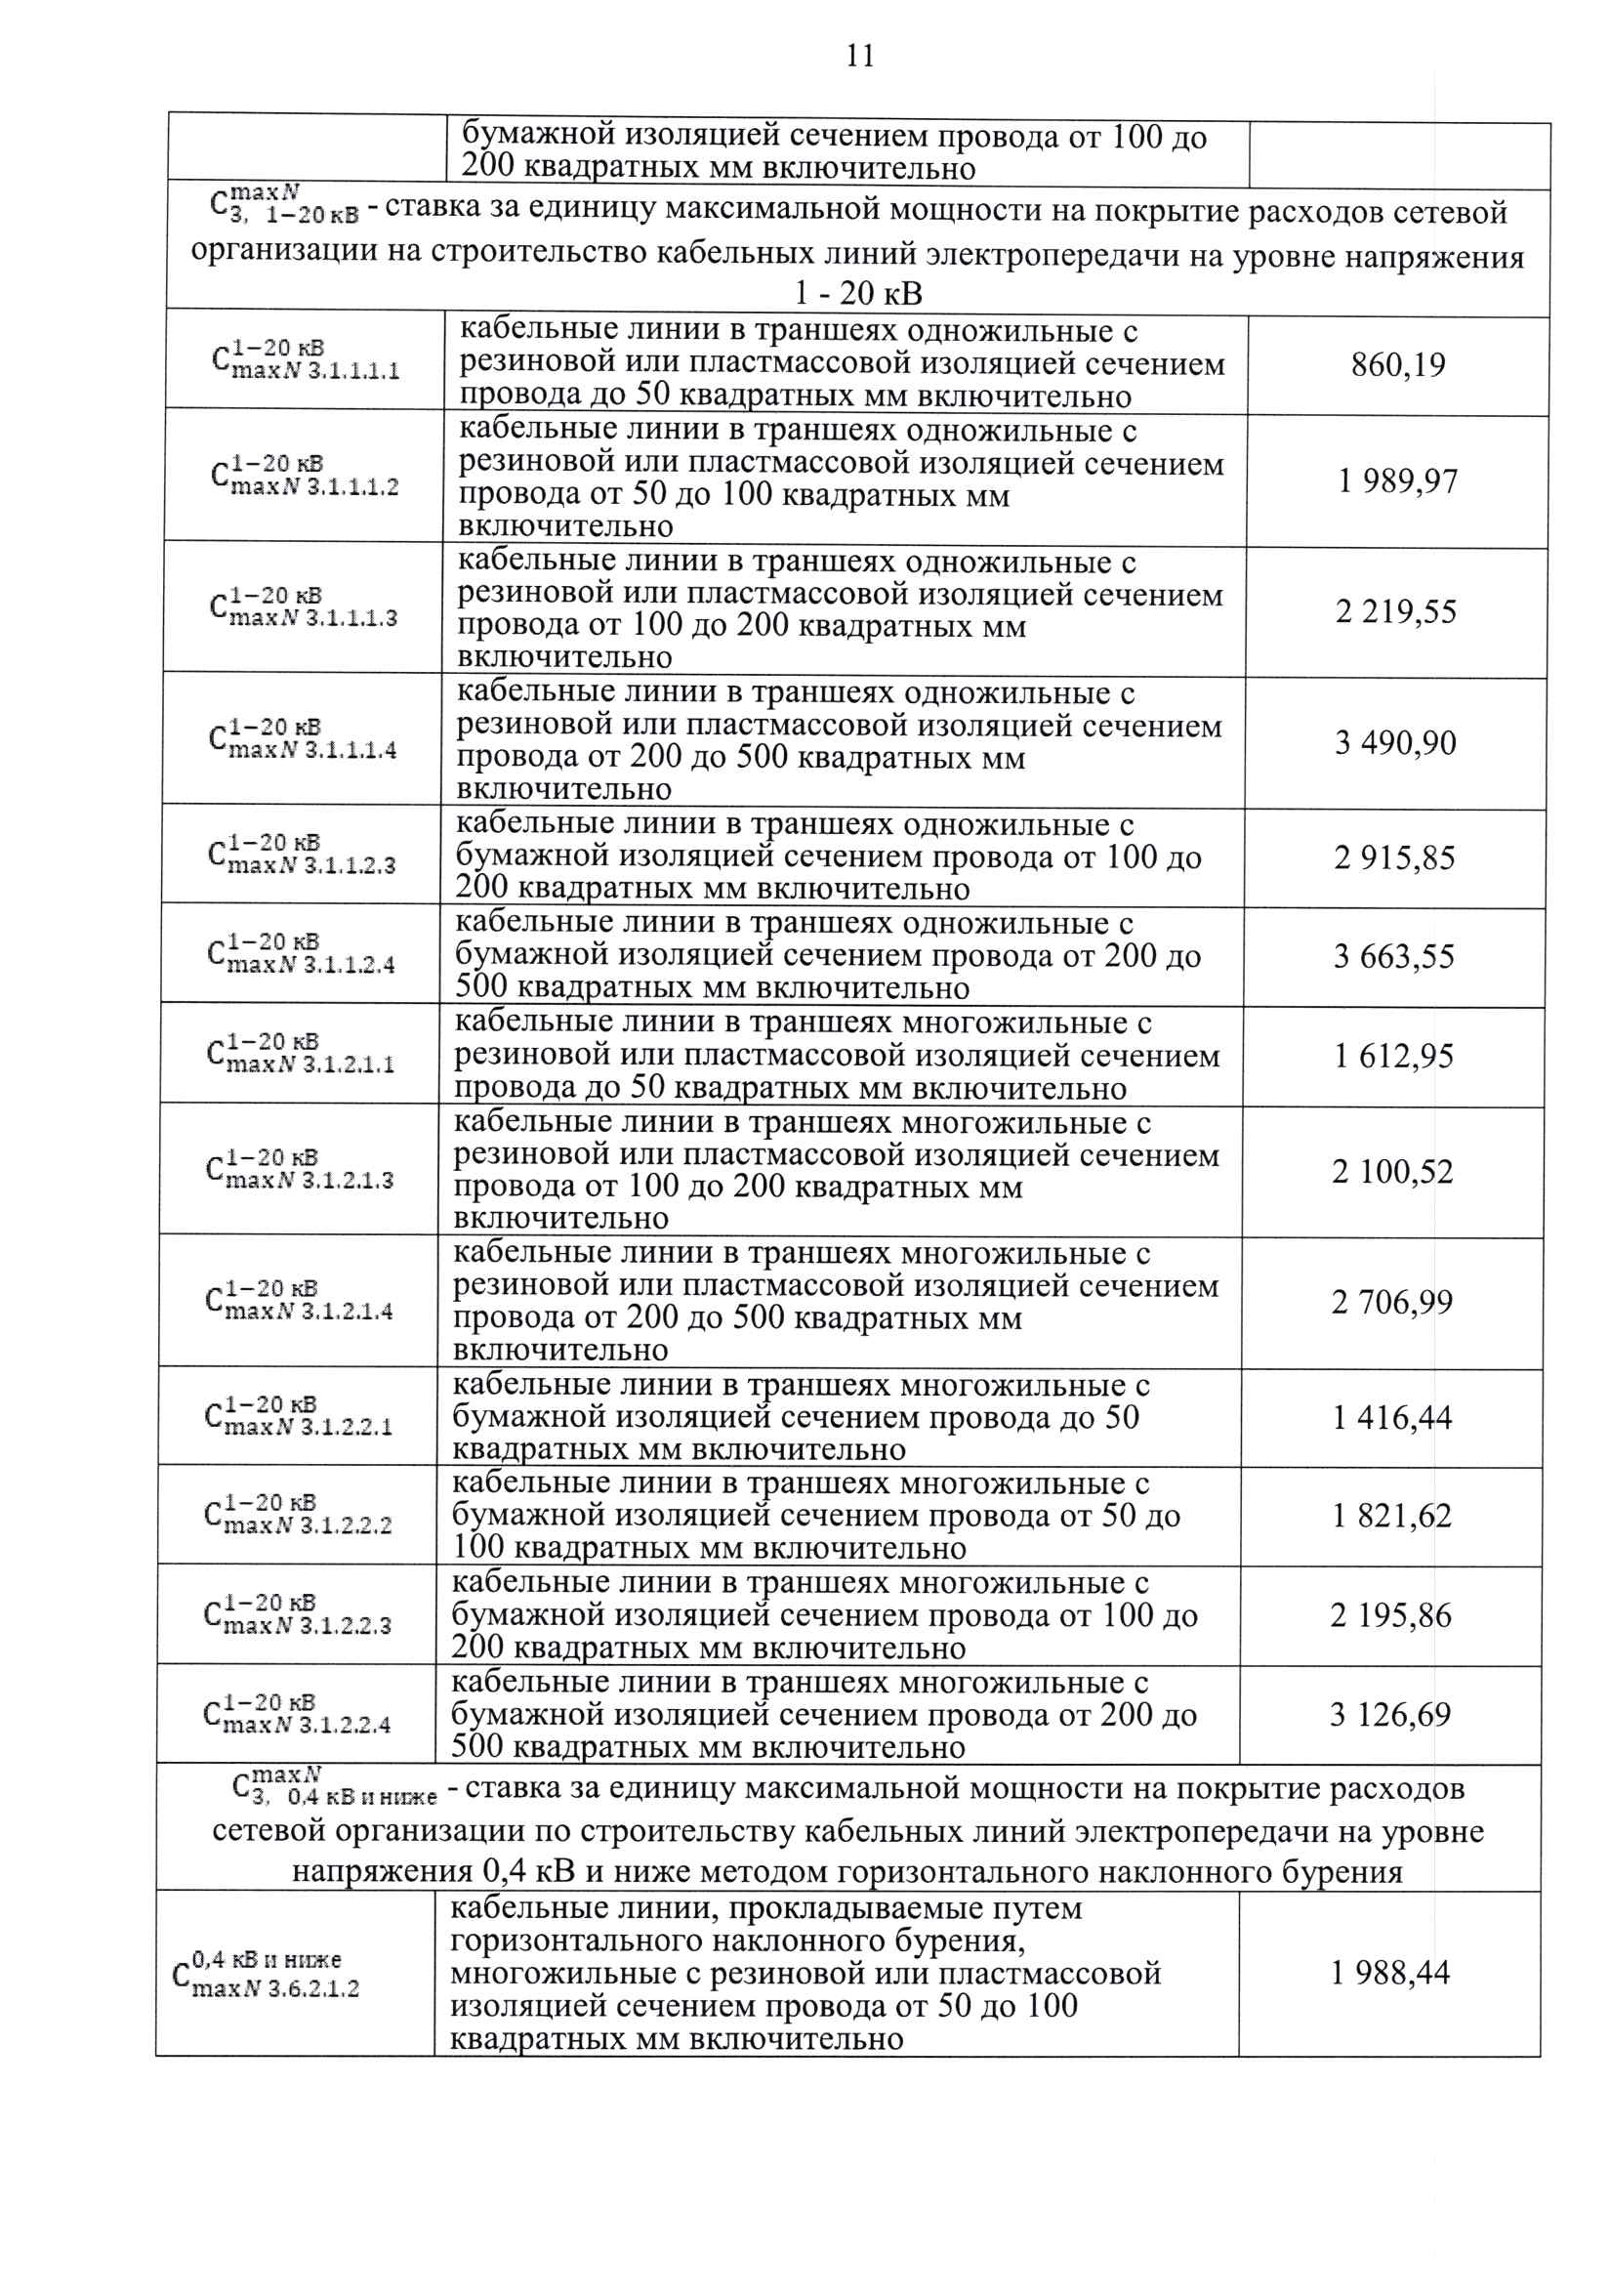 11
бумажной изоляцией сечением провода от 100 до
200 квадратных мм включительно
C maxN 3, 1–20 кВ - ставка за единицу максимальной мощности на покрытие расходов сетевой
организации на строительство кабельных линий электропередачи на уровне напряжения
1 - 20 кВ
C 1–20 кВ maxN 3.1.1.1.1
кабельные линии в траншеях одножильные с
резиновой или пластмассовой изоляцией сечением
провода до 50 квадратных мм включительно
860,19
C 1–20 кВ maxN 3.1.1.1.2
кабельные линии в траншеях одножильные с
резиновой или пластмассовой изоляцией сечением
провода от 50 до 100 квадратных мм
включительно
1 989,97
C 1–20 кВ maxN 3.1.1.1.3
кабельные линии в траншеях одножильные с
резиновой или пластмассовой изоляцией сечением
провода от 100 до 200 квадратных мм
включительно
2 219,55
C 1–20 кВ maxN 3.1.1.1.4
кабельные линии в траншеях одножильные с
резиновой или пластмассовой изоляцией сечением
провода от 200 до 500 квадратных мм
включительно
3 490,90
C 1–20 кВ maxN 3.1.1.2.3
кабельные линии в траншеях одножильные с
бумажной изоляцией сечением провода от 100 до
200 квадратных мм включительно
2 915,85
C 1–20 кВ maxN 3.1.1.2.4
кабельные линии в траншеях одножильные с
бумажной изоляцией сечением провода от 200 до
500 квадратных мм включительно
3 663,55
C 1–20 кВ maxN 3.1.2.1.1
кабельные линии в траншеях многожильные с
резиновой или пластмассовой изоляцией сечением
провода до 50 квадратных мм включительно
1 612,95
C 1–20 кВ maxN 3.1.2.1.3
кабельные линии в траншеях многожильные с
резиновой или пластмассовой изоляцией сечением
провода от 100 до 200 квадратных мм
включительно
2 100,52
C 1–20 кВ maxN 3.1.2.1.4
кабельные линии в траншеях многожильные с
резиновой или пластмассовой изоляцией сечением
провода от 200 до 500 квадратных мм
включительно
2 706,99
C 1–20 кВ maxN 3.1.2.2.1
кабельные линии в траншеях многожильные с
бумажной изоляцией сечением провода до 50
квадратных мм включительно
1 416,44
C 1–20 кВ maxN 3.1.2.2.2
кабельные линии в траншеях многожильные с
бумажной изоляцией сечением провода от 50 до
100 квадратных мм включительно
1 821,62
C 1–20 кВ maxN 3.1.2.2.3
кабельные линии в траншеях многожильные с
бумажной изоляцией сечением провода от 100 до
200 квадратных мм включительно
2 195,86
C 1–20 кВ maxN 3.1.2.2.4
кабельные линии в траншеях многожильные с
бумажной изоляцией сечением провода от 200 до
500 квадратных мм включительно
3 126,69
C maxN 3, 0,4 кВ и ниже - ставка за единицу максимальной мощности на покрытие расходов
сетевой организации по строительству кабельных линий электропередачи на уровне
напряжения 0,4 кВ и ниже методом горизонтального наклонного бурения
C 0,4 кВ и ниже maxN 3.6.2.1.2
кабельные линии, прокладываемые путем
горизонтального наклонного бурения,
многожильные с резиновой или пластмассовой
изоляцией сечением провода от 50 до 100
квадратных мм включительно
1 988,44